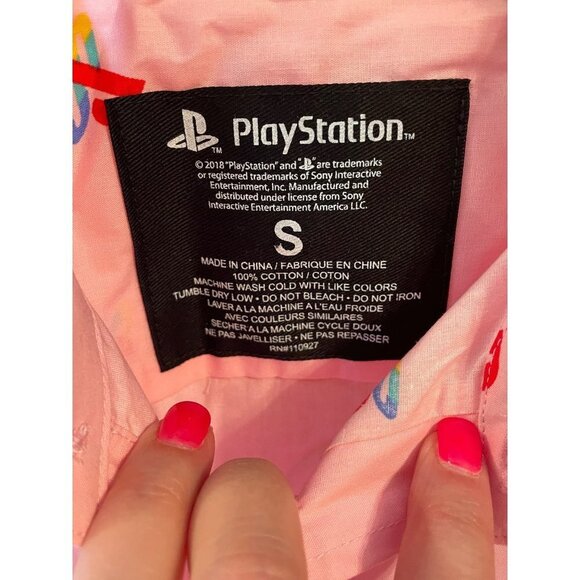 PlayStation™
TM
© 2018 "PlayStation" and " " are trademarks
or registered trademarks of Sony Interactive
Entertainment, Inc. Manufactured and
distributed under license from Sony
Interactive Entertainment America LLC.
S
MADE IN CHINA / FABRIQUE EN CHINE
100% COTTON / COTON
MACHINE WASH COLD WITH LIKE COLORS
TUMBLE DRY LOW • DO NOT BLEACH • DO NOT IRON
LAVER A LA MACHINE A L'EAU FROIDE
AVEC COULEURS SIMILAIRES
SECHER A LA MACHINE CYCLE DOUX
NE PAS JAVELLISER • NE PAS REPASSER
RN#110927